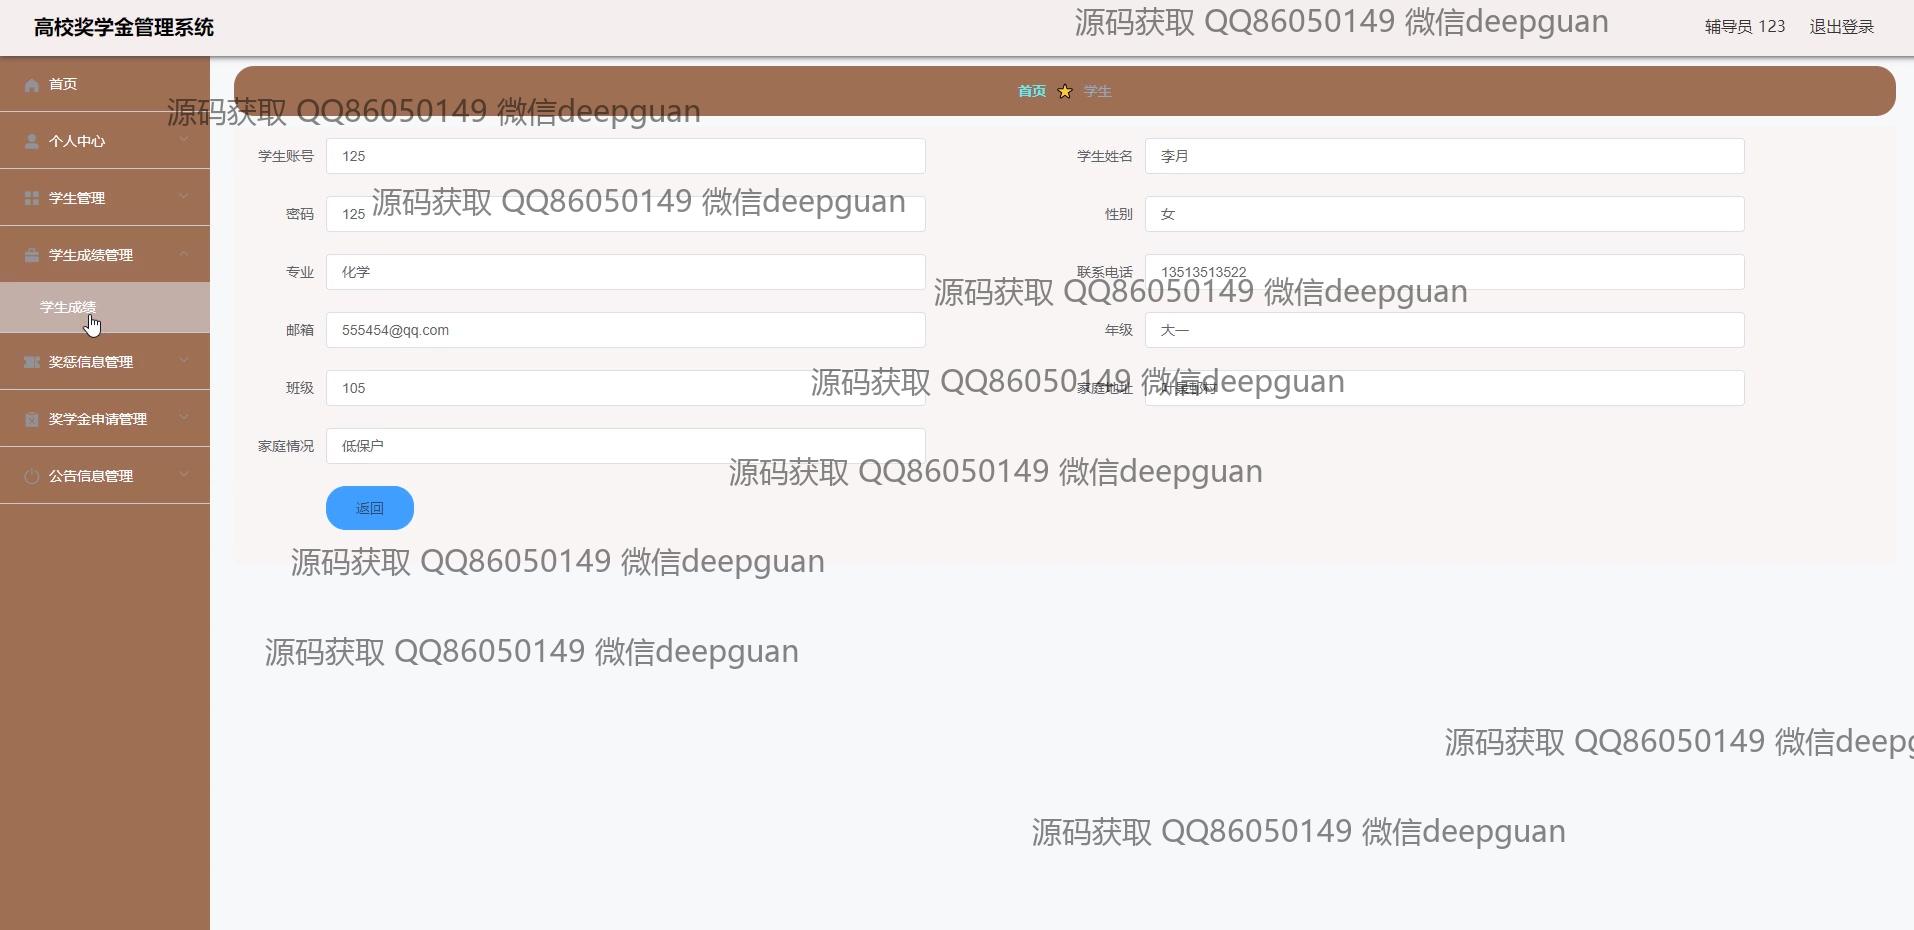 高校奖学金管理系统
源码获取 QQ86050149 微信deepguan
辅导员 123
退出登录
首页
个人中心
学生管理
学生成绩管理
学生成绩
奖惩信息管理
奖学金申请管理
公告信息管理
首页 学生
源码获取 QQ86050149 微信deepguan
学生账号 125
学生姓名 李月
密码 125
性别 女
源码获取 QQ86050149 微信deepguan
专业 化学
联系电话 13513513522
源码获取 QQ86050149 微信deepguan
邮箱 555454@qq.com
年级 大一
班级 105
家庭地址
源码获取 QQ86050149 微信deepguan
家庭情况 低保户
源码获取 QQ86050149 微信deepguan
返回
源码获取 QQ86050149 微信deepguan
源码获取 QQ86050149 微信deepguan
源码获取 QQ86050149 微信deep
源码获取 QQ86050149 微信deepguan